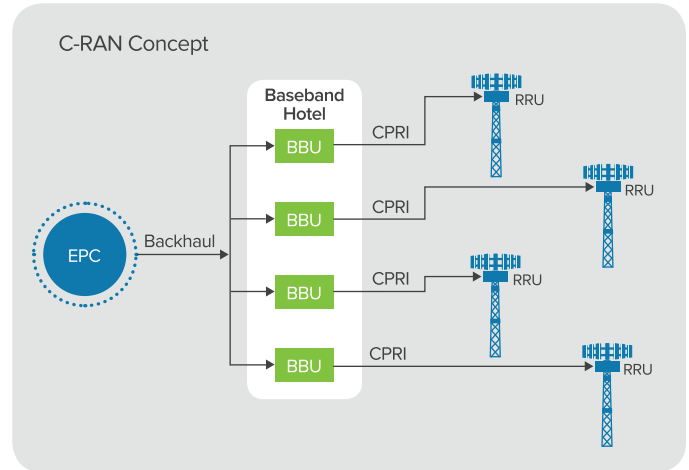 C-RAN Concept
Baseband
Hotel
BBU
CPRI
RRU
BBU
CPRI
RRU
EPC
Backhaul
BBU
CPRI
RRU
BBU
CPRI
RRU